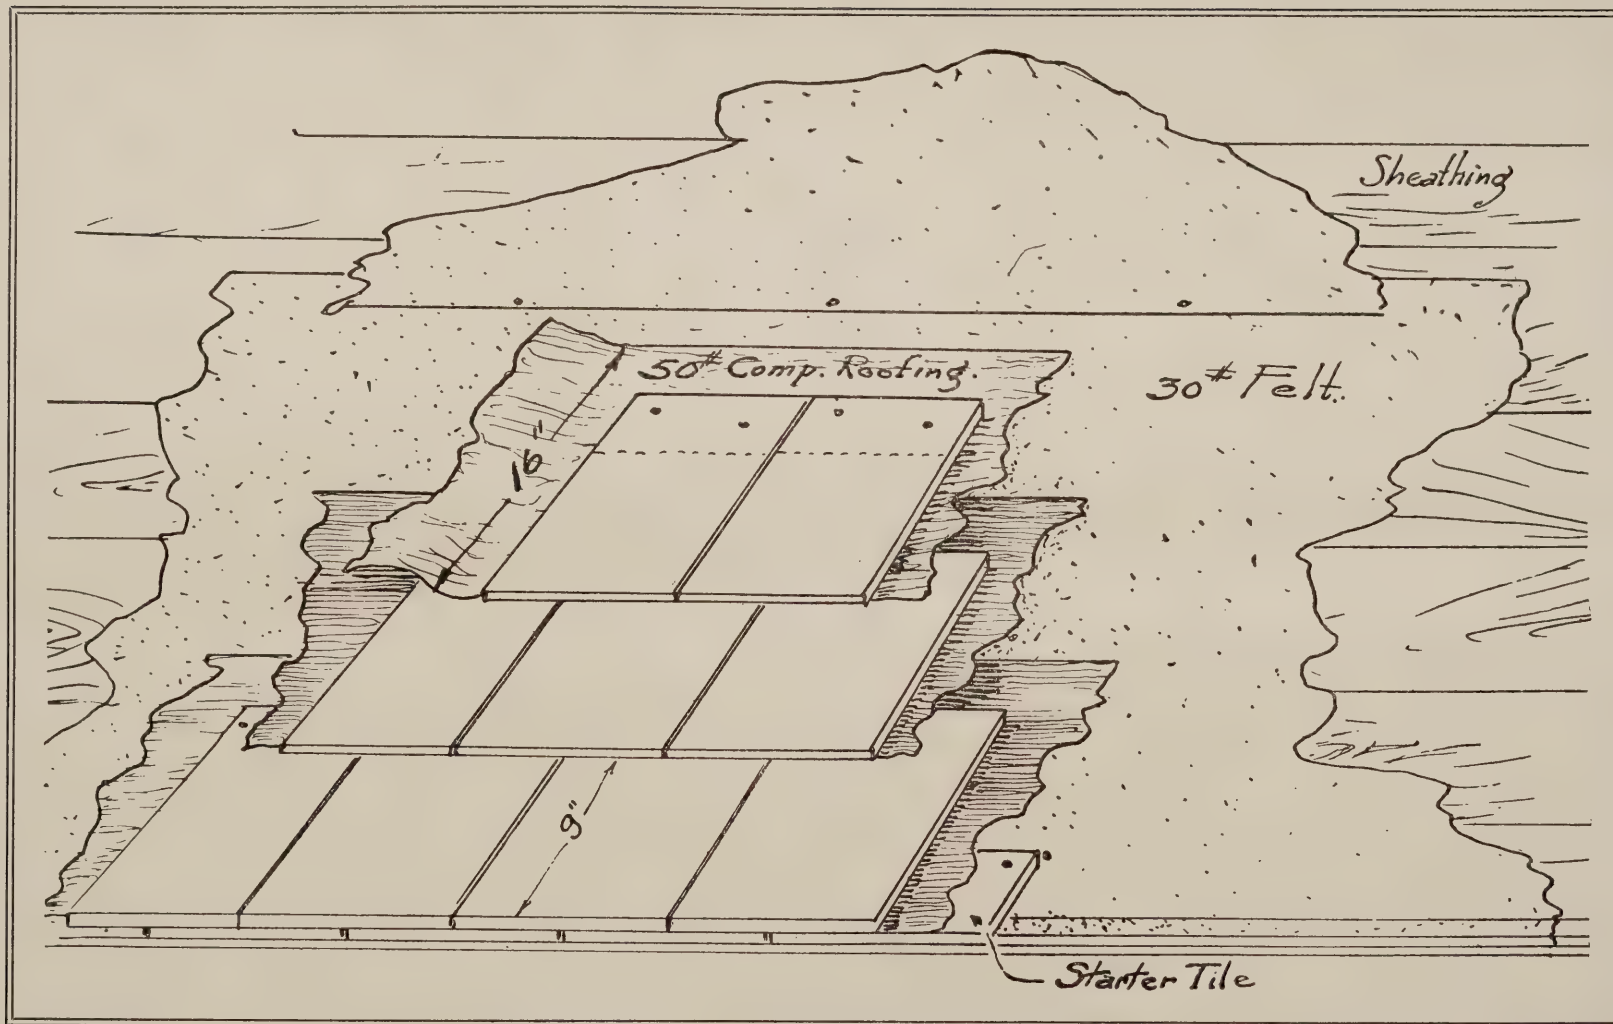 Sheathing
50# Comp. Roofing.
30# Felt.
16"
9"
Starter Tile